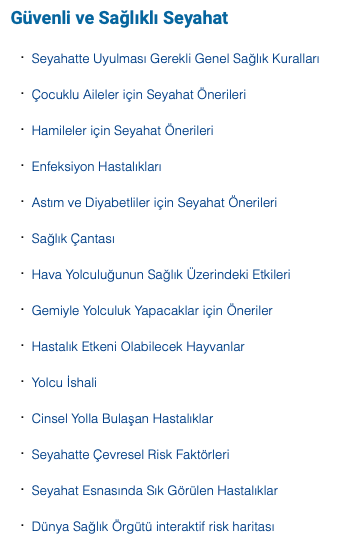 Güvenli ve Sağlıklı Seyahat
· Seyahatte Uyulması Gerekli Genel Sağlık Kuralları
· Çocuklu Aileler için Seyahat Önerileri
· Hamileler için Seyahat Önerileri
· Enfeksiyon Hastalıkları
· Astım ve Diyabetliler için Seyahat Önerileri
· Sağlık Çantası
· Hava Yolculuğunun Sağlık Üzerindeki Etkileri
· Gemiyle Yolculuk Yapacaklar için Öneriler
· Hastalık Etkeni Olabilecek Hayvanlar
· Yolcu İshali
· Cinsel Yolla Bulaşan Hastalıklar
· Seyahatte Çevresel Risk Faktörleri
· Seyahat Esnasında Sık Görülen Hastalıklar
· Dünya Sağlık Örgütü interaktif risk haritası